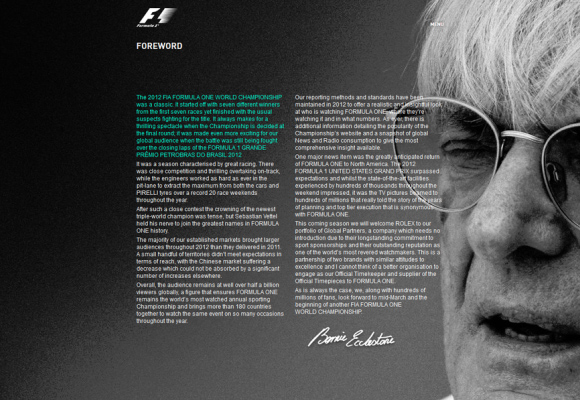 F1
Formula 1®
MENU
FOREWORD
The 2012 FIA FORMULA ONE WORLD CHAMPIONSHIP
was a classic. It started off with seven different winners
from the first seven races yet finished with the usual
suspects fighting for the title. It always makes for a
thrilling spectacle when the Championship is decided at
the final round; it was made even more exciting for our
global audience when the battle was still being fought
over the closing laps of the FORMULA 1 GRANDE
PRÊMIO PETROBRAS DO BRASIL 2012.
It was a season characterised by great racing. There
was close competition and thrilling overtaking on-track,
while the engineers worked as hard as ever in the
pit-lane to extract the maximum from both the cars and
PIRELLI tyres over a record 20 race weekends
throughout the year.
After such a close contest the crowning of the newest
triple-world champion was tense, but Sebastian Vettel
held his nerve to join the greatest names in FORMULA
ONE history.
The majority of our established markets brought larger
audiences throughout 2012 than they delivered in 2011.
A small handful of territories didn't meet expectations in
terms of reach, with the Chinese market suffering a
decrease which could not be absorbed by a significant
number of increases elsewhere.
Overall, the audience remains at well over half a billion
viewers globally, a figure that ensures FORMULA ONE
remains the world's most watched annual sporting
Championship and brings more than 180 countries
together to watch the same event on so many occasions
throughout the year.
Our reporting methods and standards have been
maintained in 2012 to offer a realistic and insightful look
at who is watching FORMULA ONE, where they're
watching it and in what numbers. As ever, there is
additional information detailing the popularity of the
Championship's website and a snapshot of global
News and Radio consumption to give the most
comprehensive insight available.
One major news item was the greatly anticipated return
of FORMULA ONE to North America. The 2012
FORMULA 1 UNITED STATES GRAND PRIX surpassed
expectations and whilst the state-of-the-art facilities
experienced by hundreds of thousands throughout the
weekend impressed, it was the TV pictures beamed to
hundreds of millions that really told the story of the years
of planning and top tier execution that is synonymous
with FORMULA ONE.
This coming season we will welcome ROLEX to our
portfolio of Global Partners, a company which needs no
introduction due to their longstanding commitment to
sport sponsorships and their outstanding reputation as
one of the world's most revered watchmakers. This is a
partnership of two brands with similar attitudes to
excellence and I cannot think of a better organisation to
engage as our Official Timekeeper and supplier of the
Official Timepieces to FORMULA ONE.
As is always the case, we, along with hundreds of
millions of fans, look forward to mid-March and the
beginning of another FIA FORMULA ONE
WORLD CHAMPIONSHIP.
Bernie Ecclestone